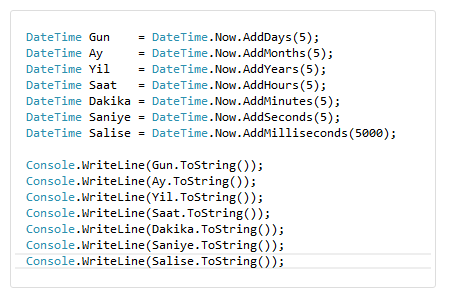 DateTime Gun    = DateTime.Now.AddDays(5);
DateTime Ay     = DateTime.Now.AddMonths(5);
DateTime Yil    = DateTime.Now.AddYears(5);
DateTime Saat   = DateTime.Now.AddHours(5);
DateTime Dakika = DateTime.Now.AddMinutes(5);
DateTime Saniye = DateTime.Now.AddSeconds(5);
DateTime Salise = DateTime.Now.AddMilliseconds(5000);
Console.WriteLine(Gun.ToString());
Console.WriteLine(Ay.ToString());
Console.WriteLine(Yil.ToString());
Console.WriteLine(Saat.ToString());
Console.WriteLine(Dakika.ToString());
Console.WriteLine(Saniye.ToString());
Console.WriteLine(Salise.ToString());